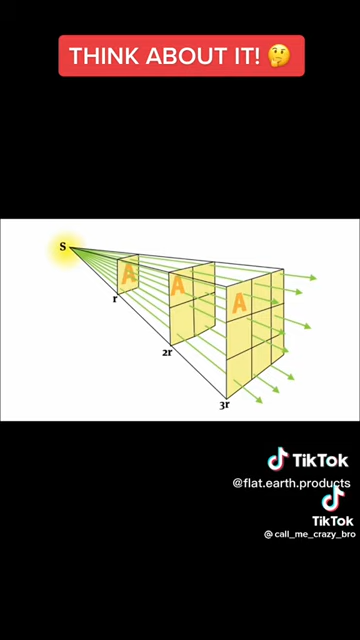 THINK ABOUT IT! 🤔
S
A
A
A
r
2r
3r
TikTok
@flat.earth.products
TikTok
@call_me_crazy_bro